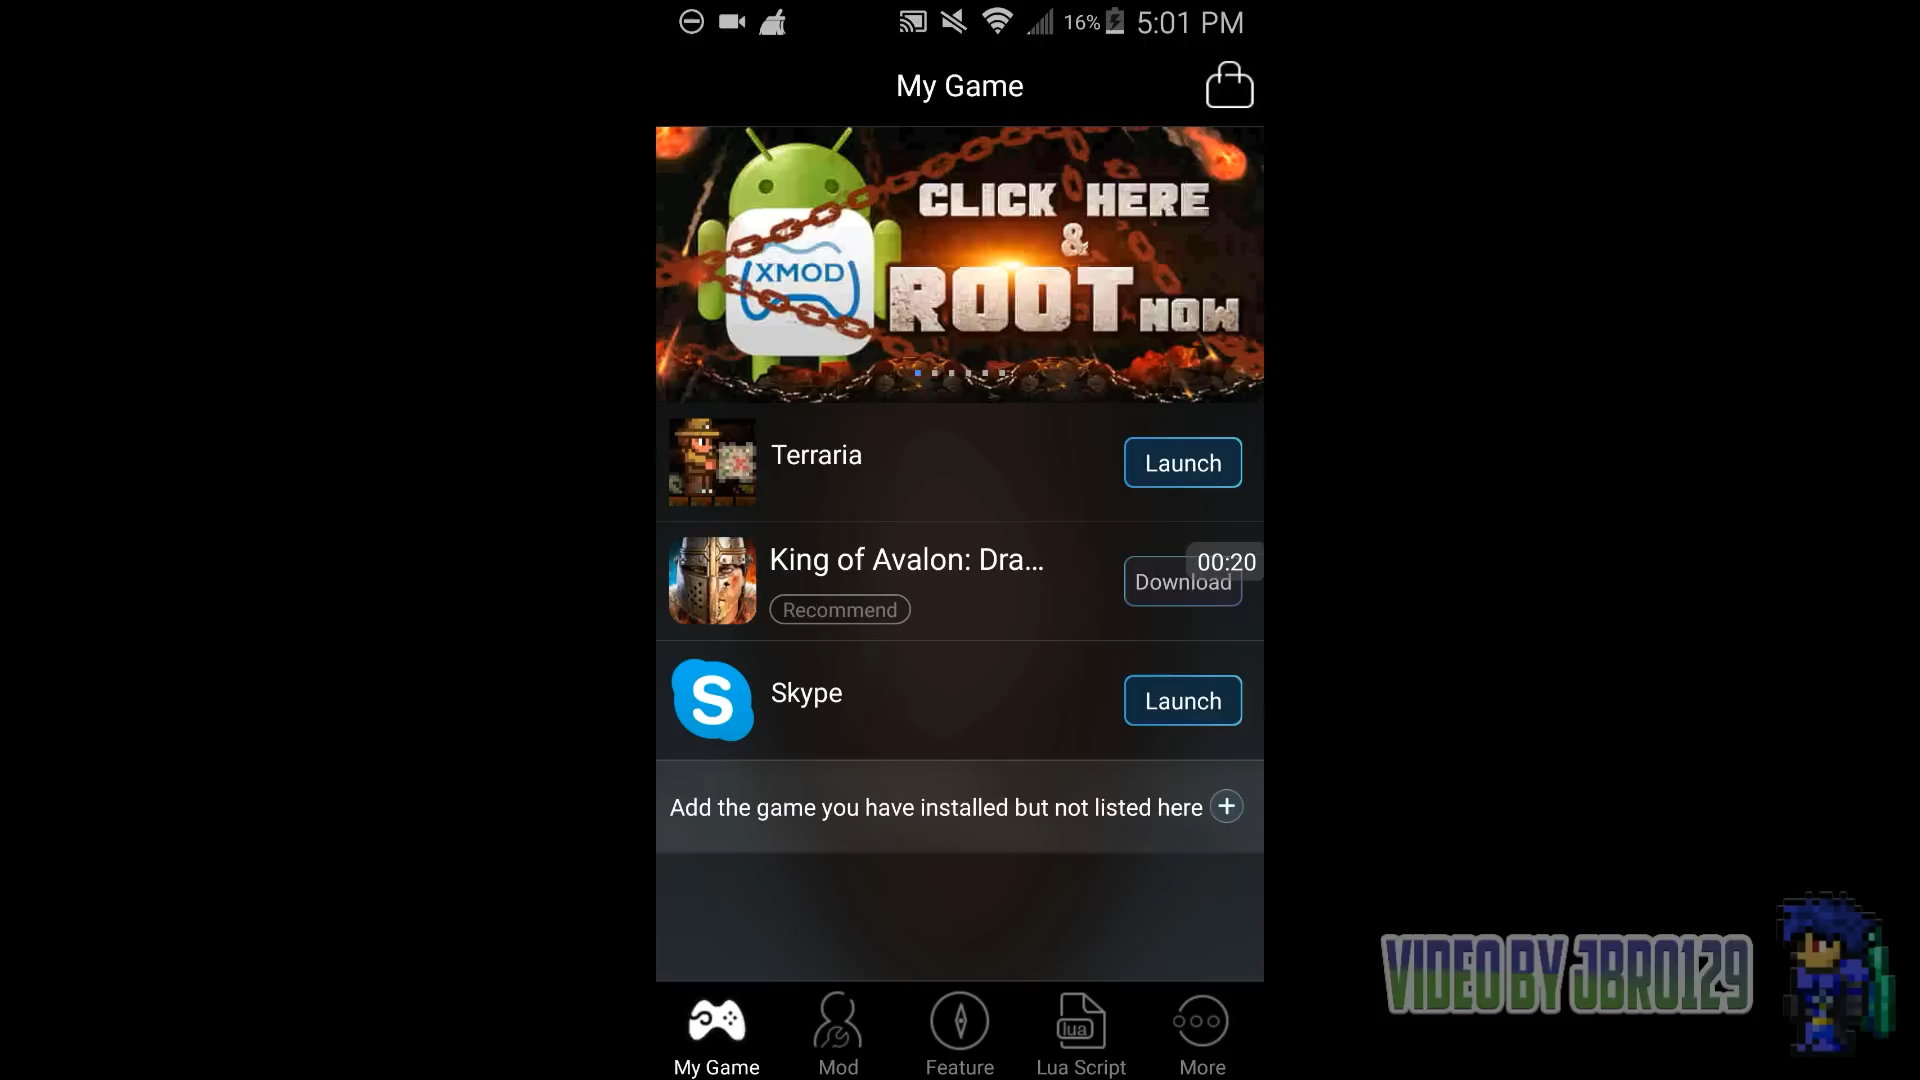 16% 5:01 PM
My Game
XMOD
CLICK HERE
&
ROOT NOW
Terraria
Launch
King of Avalon: Dra...
Recommend
00:20
Download
S
Skype
Launch
Add the game you have installed but not listed here +
lua
My Game Mod Feature Lua Script More
VIDEO BY JBRO129